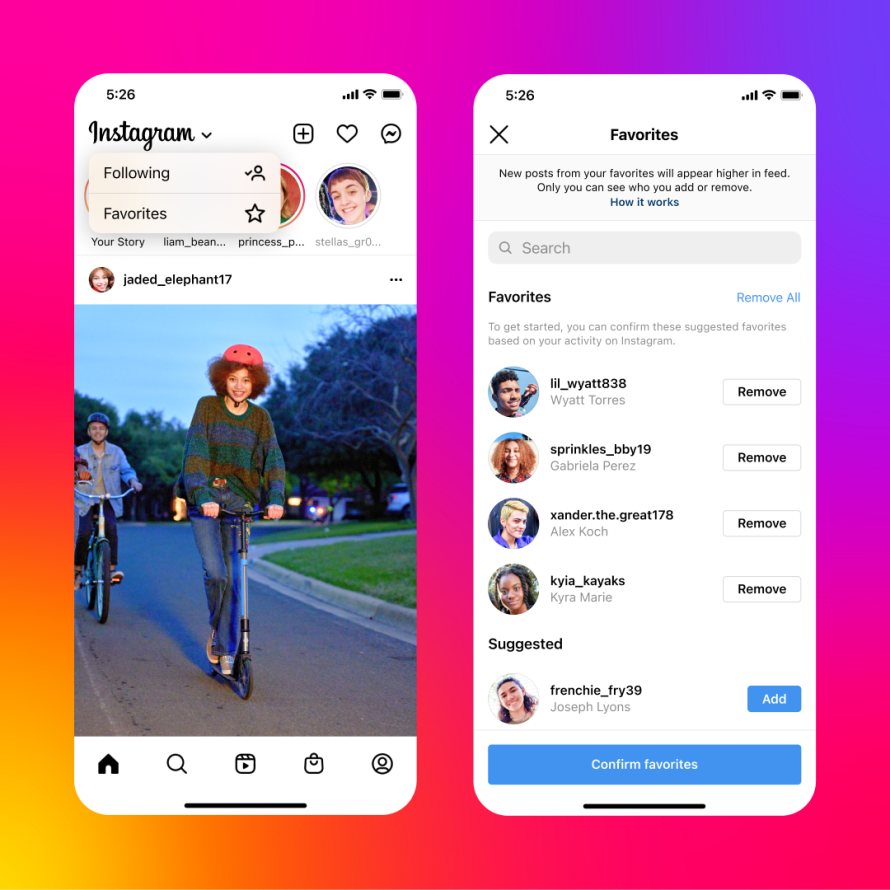 5:26
Instagram
Following
Favorites
Your Story
liam_bean...
princess_p...
stellas_gr0...
jaded_elephant17
5:26
Favorites
New posts from your favorites will appear higher in feed.
Only you can see who you add or remove.
How it works
Search
Favorites
Remove All
To get started, you can confirm these suggested favorites
based on your activity on Instagram.
lil_wyatt838
Wyatt Torres
Remove
sprinkles_bby19
Gabriela Perez
Remove
xander.the.great178
Alex Koch
Remove
kyia_kayaks
Kyra Marie
Remove
Suggested
frenchie_fry39
Joseph Lyons
Add
Confirm favorites